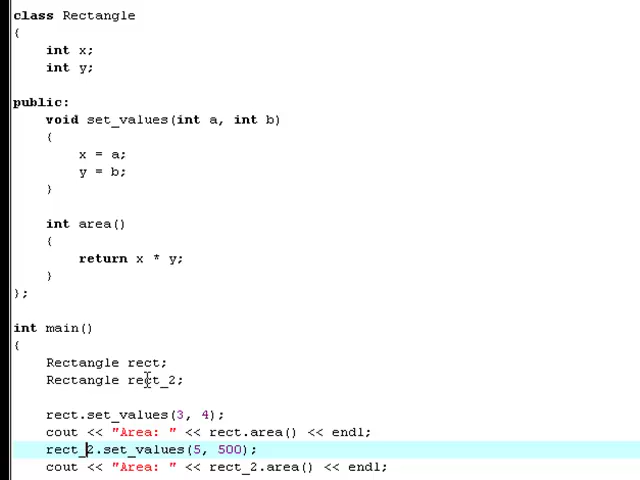 class Rectangle
{
int x;
int y;
public:
void set_values(int a, int b)
{
x = a;
y = b;
}
int area()
{
return x * y;
}
};
int main()
{
Rectangle rect;
Rectangle rect_2;
rect.set_values(3, 4);
cout << "Area: " << rect.area() << endl;
rect_2.set_values(5, 500);
cout << "Area: " << rect_2.area() << endl;